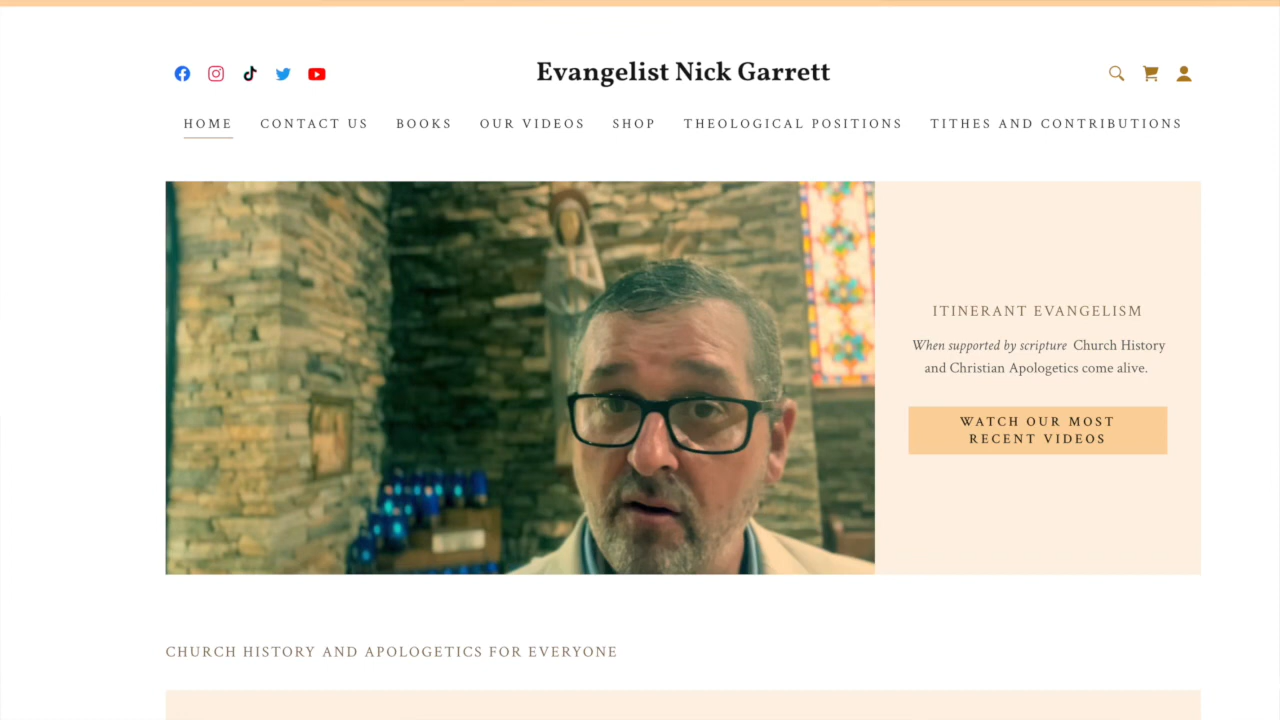 Evangelist Nick Garrett
HOME CONTACT US BOOKS OUR VIDEOS SHOP THEOLOGICAL POSITIONS TITHES AND CONTRIBUTIONS
ITINERANT EVANGELISM
When supported by scripture Church History
and Christian Apologetics come alive.
WATCH OUR MOST
RECENT VIDEOS
CHURCH HISTORY AND APOLOGETICS FOR EVERYONE